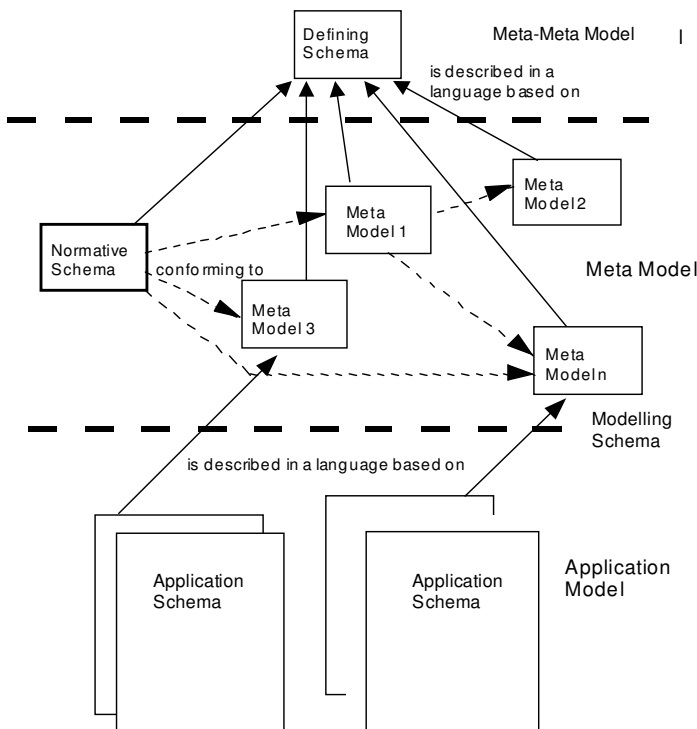 Defining
Schema
Meta-Meta Model l
is described in a
language based on
Meta
Model 2
Meta
Model 1
Normative
Schema
conforming to
Meta Model
Meta
Model 3
Meta
Modeln
Modelling
Schema
is described in a language based on
Application
Schema
Application
Schema
Application
Model